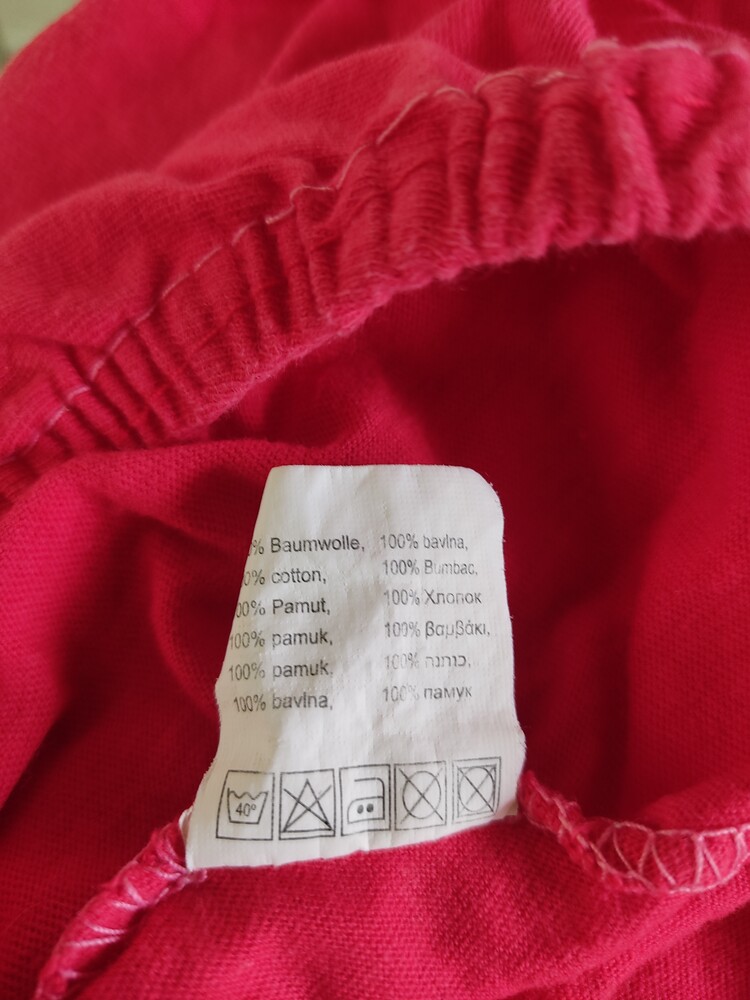 0% Baumwolle, 100% bavlna,
0% cotton, 100% Bumbac,
00% Pamut, 100% Хлопок
100% pamuk, 100% βαμβάκι,
100% pamuk, 100% כותנה,
100% bavlna, 100% памук
40°